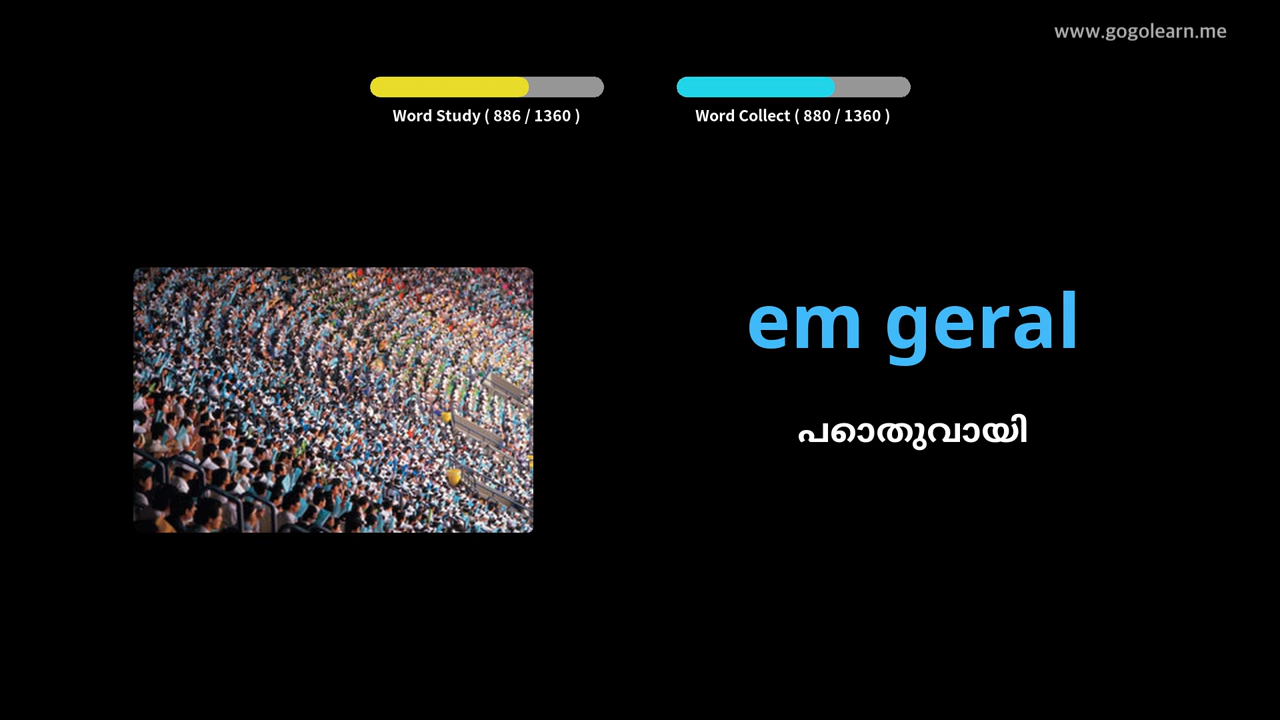 www.gogolearn.me
Word Study ( 886 / 1360 )
Word Collect ( 880 / 1360 )
em geral
പൊതുവായി